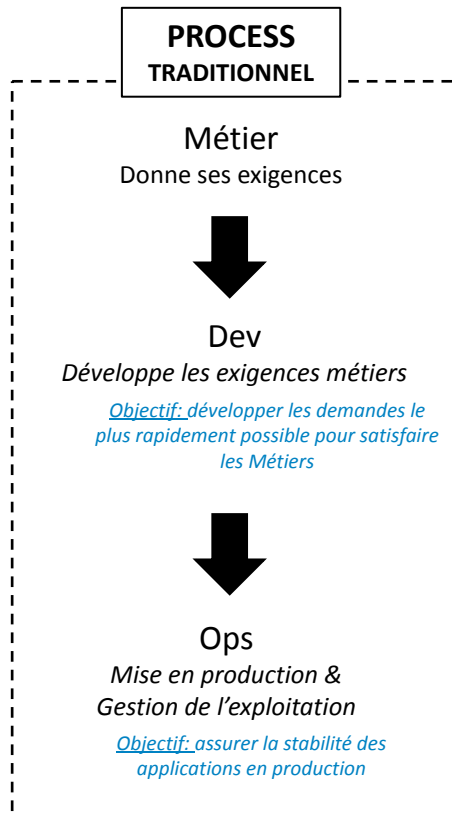 PROCESS
TRADITIONNEL
Métier
Donne ses exigences
Dev
Développe les exigences métiers
Objectif: développer les demandes le
plus rapidement possible pour satisfaire
les Métiers
Ops
Mise en production &
Gestion de l’exploitation
Objectif: assurer la stabilité des
applications en production